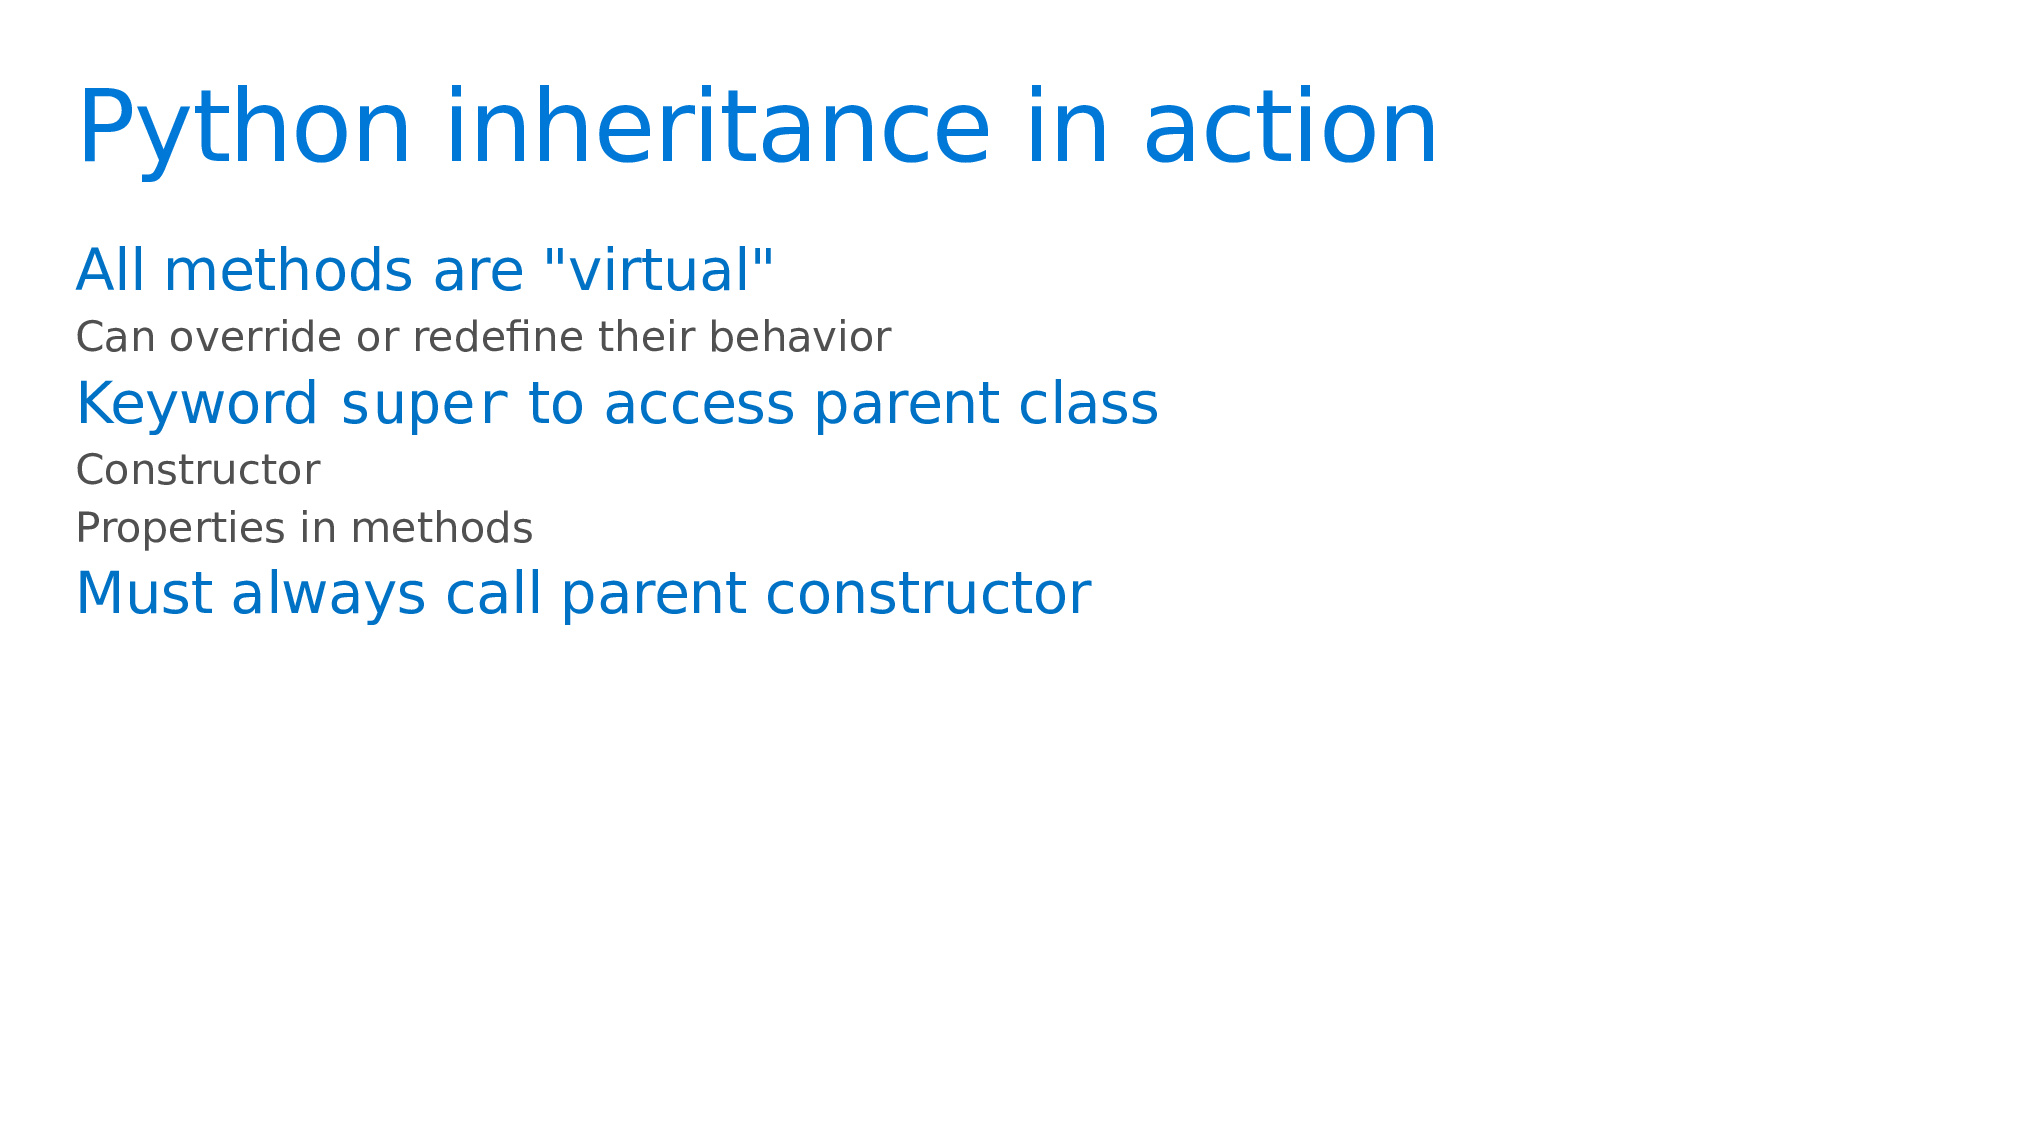 Python inheritance in action
All methods are "virtual"
Can override or redefine their behavior
Keyword super to access parent class
Constructor
Properties in methods
Must always call parent constructor